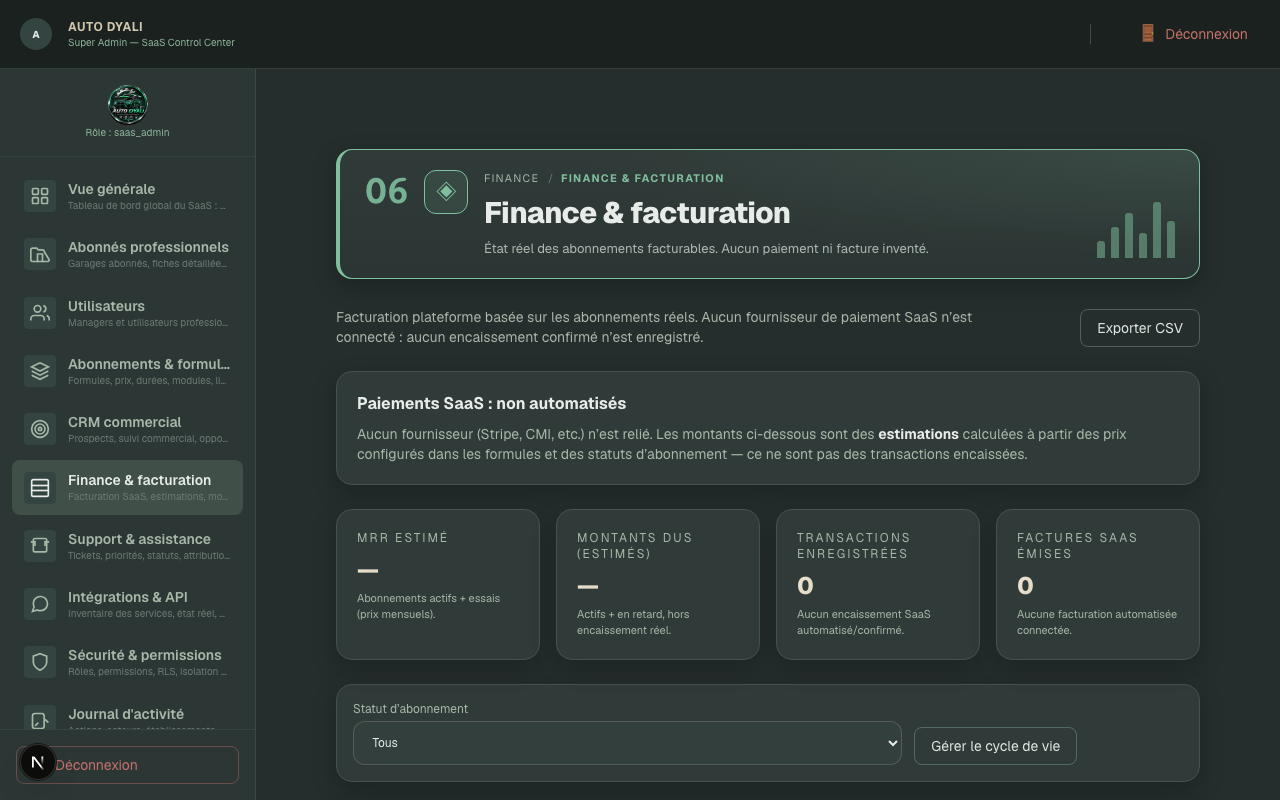 A
AUTO DYALI
Super Admin — SaaS Control Center
Déconnexion
AUTO DYALI
Rôle : saas_admin
Vue générale
Tableau de bord global du SaaS : …
Abonnés professionnels
Garages abonnés, fiches détaillée…
Utilisateurs
Managers et utilisateurs professio…
Abonnements & formul…
Formules, prix, durées, modules, li…
CRM commercial
Prospects, suivi commercial, oppo…
Finance & facturation
Facturation SaaS, estimations, mo…
Support & assistance
Tickets, priorités, statuts, attributio…
Intégrations & API
Inventaire des services, état réel, …
Sécurité & permissions
Rôles, permissions, RLS, isolation …
Journal d'activité
N
Déconnexion
06
FINANCE / FINANCE & FACTURATION
Finance & facturation
État réel des abonnements facturables. Aucun paiement ni facture inventé.
Facturation plateforme basée sur les abonnements réels. Aucun fournisseur de paiement SaaS n’est
connecté : aucun encaissement confirmé n’est enregistré.
Exporter CSV
Paiements SaaS : non automatisés
Aucun fournisseur (Stripe, CMI, etc.) n’est relié. Les montants ci-dessous sont des estimations calculées à partir des prix
configurés dans les formules et des statuts d’abonnement — ce ne sont pas des transactions encaissées.
MRR ESTIMÉ
—
Abonnements actifs + essais
(prix mensuels).
MONTANTS DUS
(ESTIMÉS)
—
Actifs + en retard, hors
encaissement réel.
TRANSACTIONS
ENREGISTRÉES
0
Aucun encaissement SaaS
automatisé/confirmé.
FACTURES SAAS
ÉMISES
0
Aucune facturation automatisée
connectée.
Statut d’abonnement
Tous
Gérer le cycle de vie